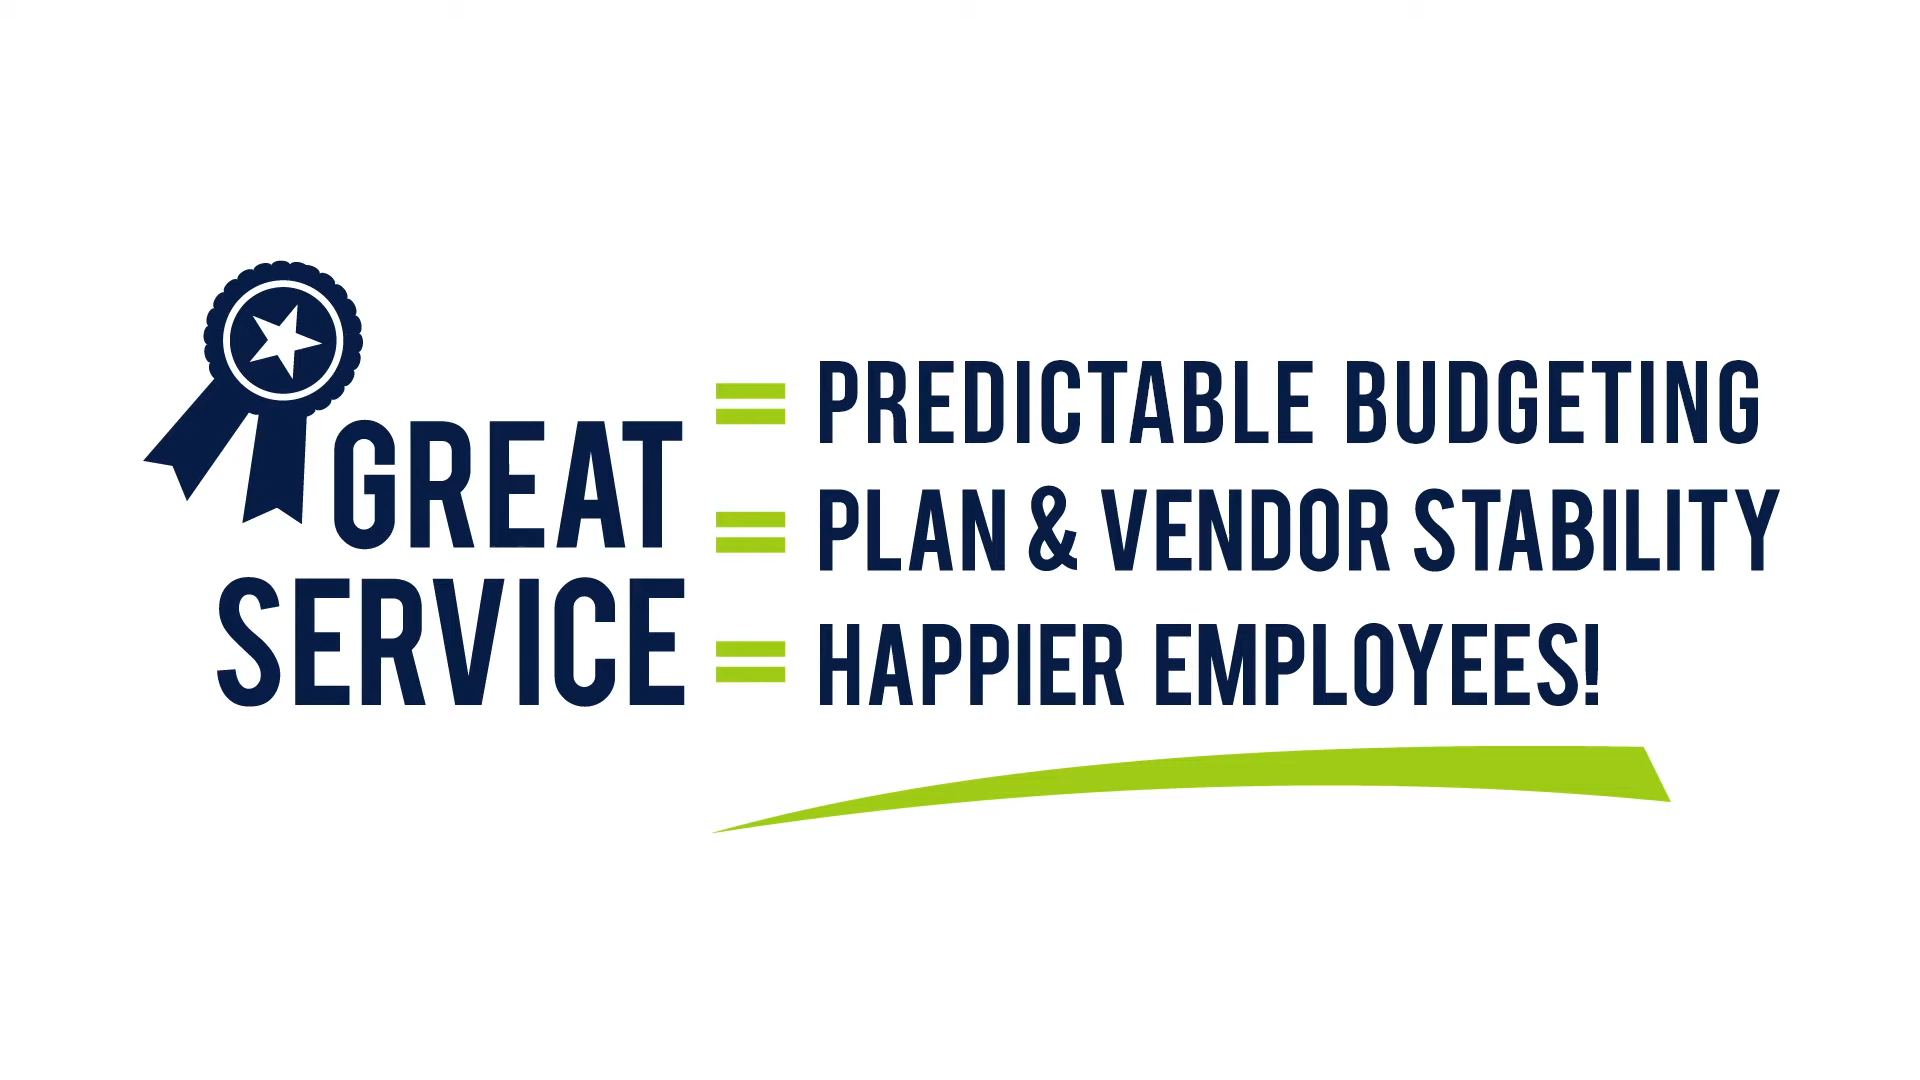 GREAT
SERVICE
= PREDICTABLE BUDGETING
= PLAN & VENDOR STABILITY
= HAPPIER EMPLOYEES!